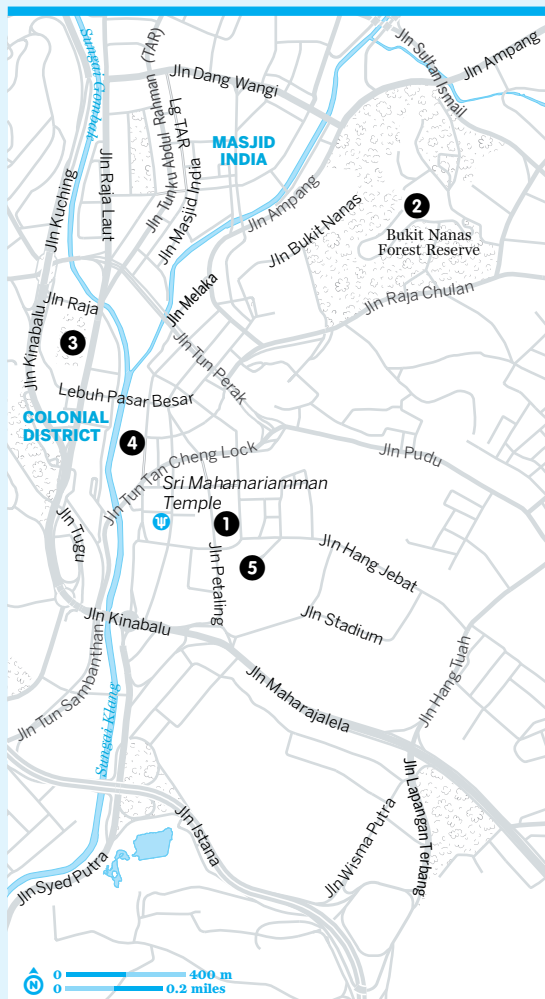 Sungai Gombak
Jln Tunku Abdul Rahman (TAR)
Jln Sultan Ismail
Jln Ampang
Jln Dang Wangi
Lg TAR
MASJID
INDIA
Jln Raja Laut
Jln Masjid India
Jln Kuching
Jln Ampang
Jln Bukit Nanas
2
Bukit Nanas
Forest Reserve
Jln Melaka
Jln Raja Chulan
Jln Raja
Jln Kinabalu
3
Jln Tun Perak
Lebuh Pasar Besar
COLONIAL
DISTRICT
4
Jln Tun Tan Cheng Lock
Jln Pudu
Sri Mahamariamman
Temple
1
Jln Tugu
Jln Petaling
5
Jln Hang Jebat
Jln Kinabalu
Jln Stadium
Jln Tun Sambanthan
Jln Maharajalela
Jln Hang Tuah
Sungai Klang
Jln Istana
Jln Lapangan Terbang
Jln Wisma Putra
Jln Syed Putra
N
0 400 m
0 0.2 miles